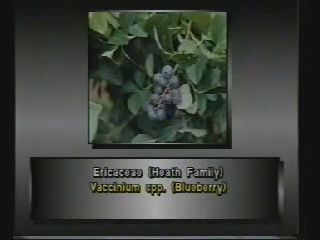 Ericaceae (Heath Family)
Vaccinium spp. (Blueberry)